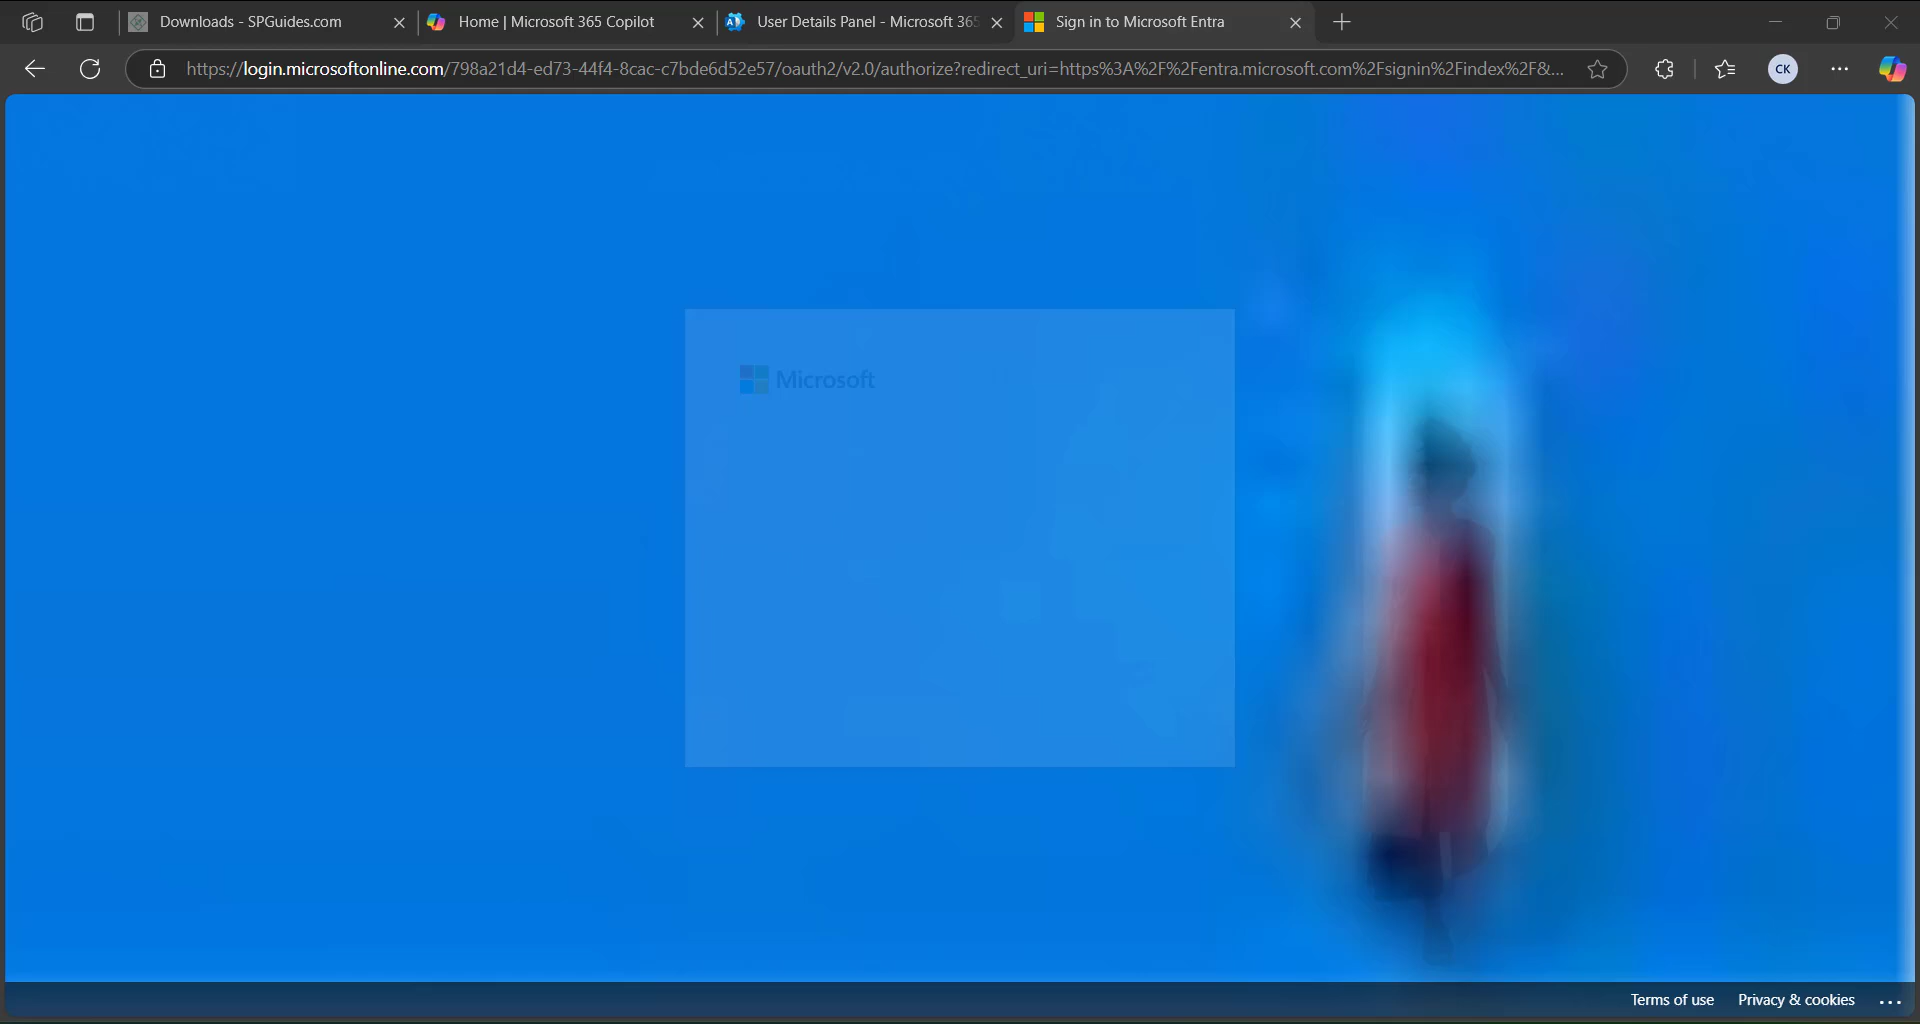 Downloads - SPGuides.com
Home | Microsoft 365 Copilot
User Details Panel - Microsoft 365
Sign in to Microsoft Entra
https://login.microsoftonline.com/798a21d4-ed73-44f4-8cac-c7bde6d52e57/oauth2/v2.0/authorize?redirect_uri=https%3A%2F%2Fentra.microsoft.com%2Fsignin%2Findex%2F&...
CK
Microsoft
Terms of use
Privacy & cookies